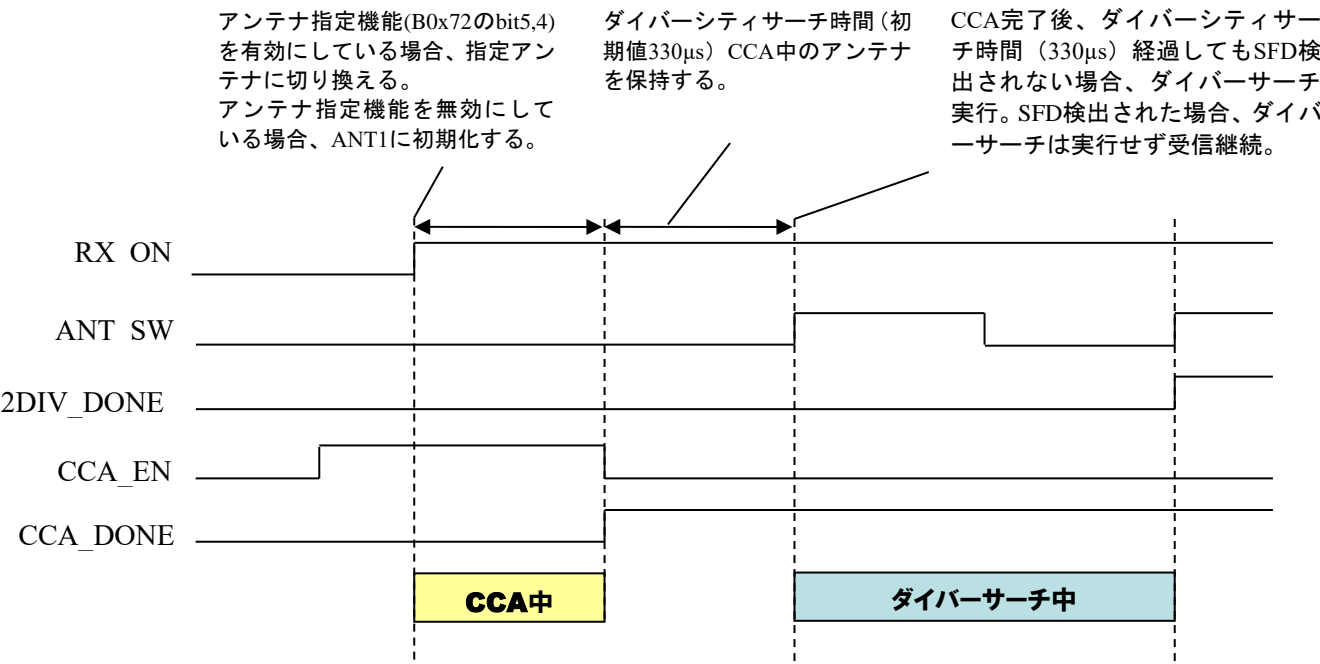 アンテナ指定機能(B0x72のbit5,4)
を有効にしている場合、指定アン
テナに切り換える。
アンテナ指定機能を無効にして
いる場合、ANT1に初期化する。
ダイバーシティサーチ時間（初
期値330μs）CCA中のアンテナ
を保持する。
CCA完了後、ダイバーシティサー
チ時間（330μs）経過してもSFD検
出されない場合、ダイバーサーチ
実行。SFD検出された場合、ダイバ
ーサーチは実行せず受信継続。
RX_ON
ANT_SW
2DIV_DONE
CCA_EN
CCA_DONE
CCA中
ダイバーサーチ中